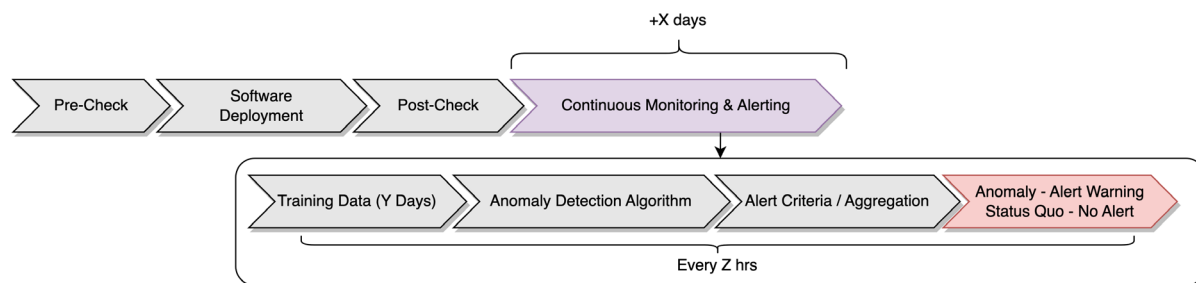 +X days
Pre-Check
Software
Deployment
Post-Check
Continuous Monitoring & Alerting
Training Data (Y Days)
Anomaly Detection Algorithm
Alert Criteria / Aggregation
Anomaly - Alert Warning
Status Quo - No Alert
Every Z hrs